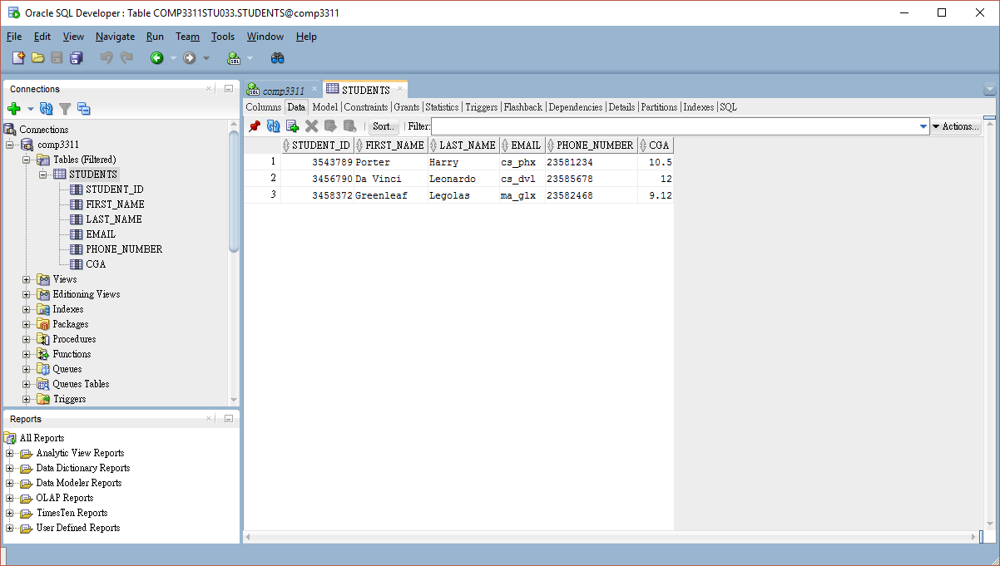 Oracle SQL Developer : Table COMP3311STU033.STUDENTS@comp3311
File Edit View Navigate Run Team Tools Window Help
Connections
Connections
comp3311
Tables (Filtered)
STUDENTS
STUDENT_ID
FIRST_NAME
LAST_NAME
EMAIL
PHONE_NUMBER
CGA
Views
Editioning Views
Indexes
Packages
Procedures
Functions
Queues
Queues Tables
Triggers
Reports
All Reports
Analytic View Reports
Data Dictionary Reports
Data Modeler Reports
OLAP Reports
TimesTen Reports
User Defined Reports
comp3311 STUDENTS
Columns Data Model Constraints Grants Statistics Triggers Flashback Dependencies Details Partitions Indexes SQL
Sort.. Filter: Actions...
STUDENT_ID FIRST_NAME LAST_NAME EMAIL PHONE_NUMBER CGA
1 3543789 Porter Harry cs_phx 23581234 10.5
2 3456790 Da Vinci Leonardo cs_dvl 23585678 12
3 3458372 Greenleaf Legolas ma_glx 23582468 9.12